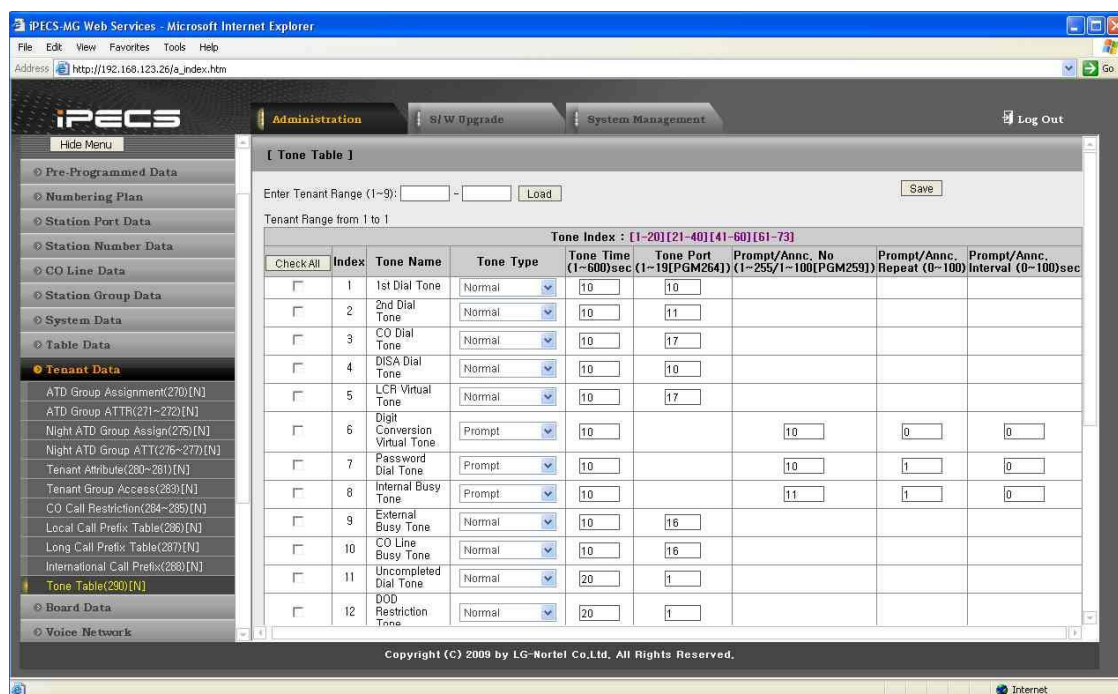 iPECS-MG Web Services - Microsoft Internet Explorer
File Edit View Favorites Tools Help
Address http://192.168.123.26/a_index.htm Go
iPECS
Administration S/W Upgrade System Management Log Out
Hide Menu
Pre-Programmed Data
Numbering Plan
Station Port Data
Station Number Data
CO Line Data
Station Group Data
System Data
Table Data
Tenant Data
ATD Group Assignment(270)[N]
ATD Group ATTR(271~272)[N]
Night ATD Group Assign(275)[N]
Night ATD Group ATT(276~277)[N]
Tenant Attribute(280~281)[N]
Tenant Group Access(283)[N]
CO Call Restriction(284~285)[N]
Local Call Prefix Table(286)[N]
Long Call Prefix Table(287)[N]
International Call Prefix(288)[N]
Tone Table(290)[N]
Board Data
Voice Network
[ Tone Table ]
Enter Tenant Range (1~9): - Load Save
Tenant Range from 1 to 1
Tone Index : [1-20][21-40][41-60][61-73]
Check All Index Tone Name Tone Type Tone Time (1~600)sec Tone Port (1~19[PGM264]) Prompt/Annc. No (1~255/1~100[PGM259]) Prompt/Annc. Repeat (0~100) Prompt/Annc. Interval (0~100)sec
1 1st Dial Tone Normal 10 10
2 2nd Dial Tone Normal 10 11
3 CO Dial Tone Normal 10 17
4 DISA Dial Tone Normal 10 10
5 LCR Virtual Tone Normal 10 17
6 Digit Conversion Virtual Tone Prompt 10 10 0 0
7 Password Dial Tone Prompt 10 10 1 0
8 Internal Busy Tone Prompt 10 11 1 0
9 External Busy Tone Normal 10 16
10 CO Line Busy Tone Normal 10 16
11 Uncompleted Dial Tone Normal 20 1
12 DOD Restriction Tone Normal 20 1
Copyright (C) 2009 by LG-Nortel Co,Ltd, All Rights Reserved,
Internet